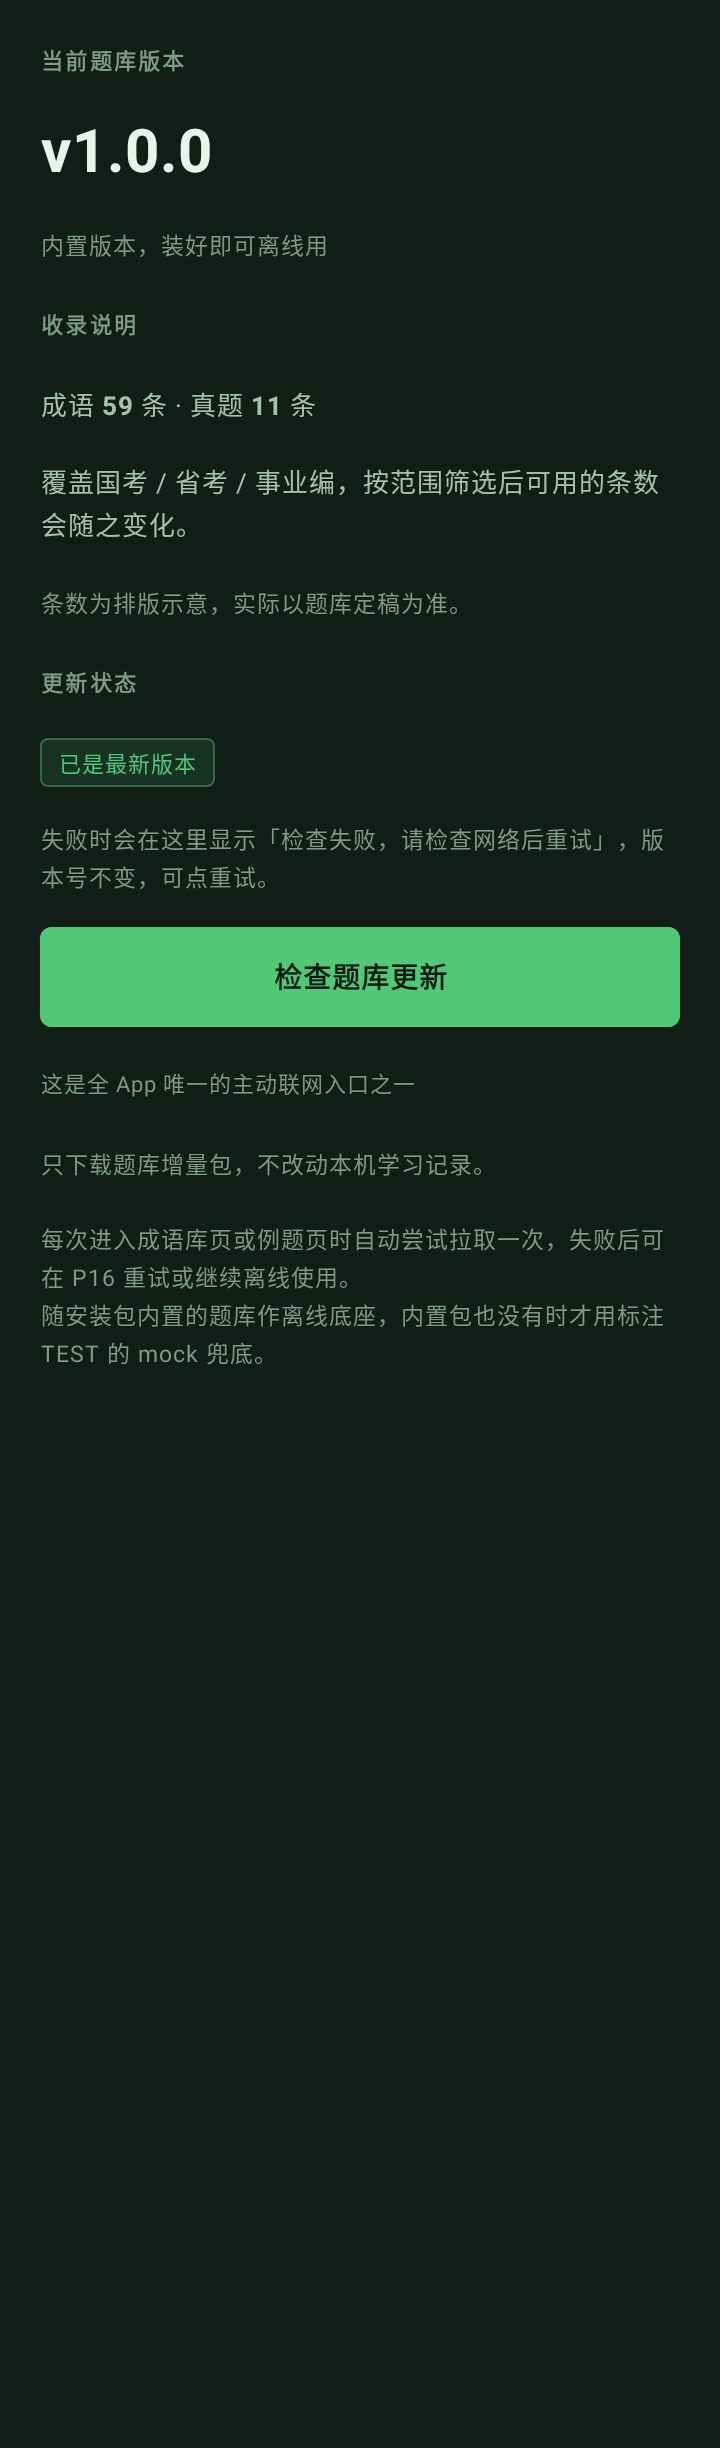 当前题库版本
v1.0.0
内置版本，装好即可离线用
收录说明
成语 59 条 · 真题 11 条
覆盖国考 / 省考 / 事业编，按范围筛选后可用的条数
会随之变化。
条数为排版示意，实际以题库定稿为准。
更新状态
已是最新版本
失败时会在这里显示「检查失败，请检查网络后重试」，版
本号不变，可点重试。
检查题库更新
这是全 App 唯一的主动联网入口之一
只下载题库增量包，不改动本机学习记录。
每次进入成语库页或例题页时自动尝试拉取一次，失败后可
在 P16 重试或继续离线使用。
随安装包内置的题库作离线底座，内置包也没有时才用标注
TEST 的 mock 兜底。